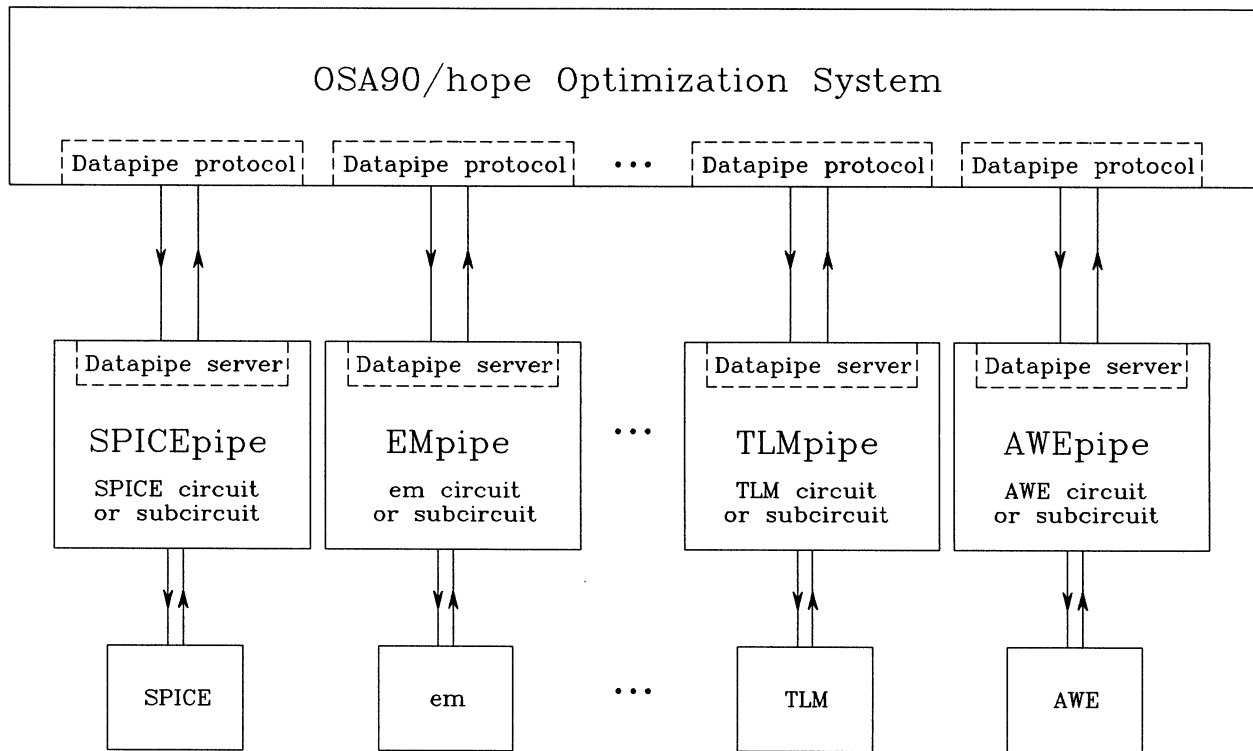 OSA90/hope Optimization System
Datapipe protocol
Datapipe protocol
...
Datapipe protocol
Datapipe protocol
Datapipe server
Datapipe server
Datapipe server
Datapipe server
SPICEpipe
SPICE circuit
or subcircuit
EMpipe
em circuit
or subcircuit
...
TLMpipe
TLM circuit
or subcircuit
AWEpipe
AWE circuit
or subcircuit
SPICE
em
...
TLM
AWE